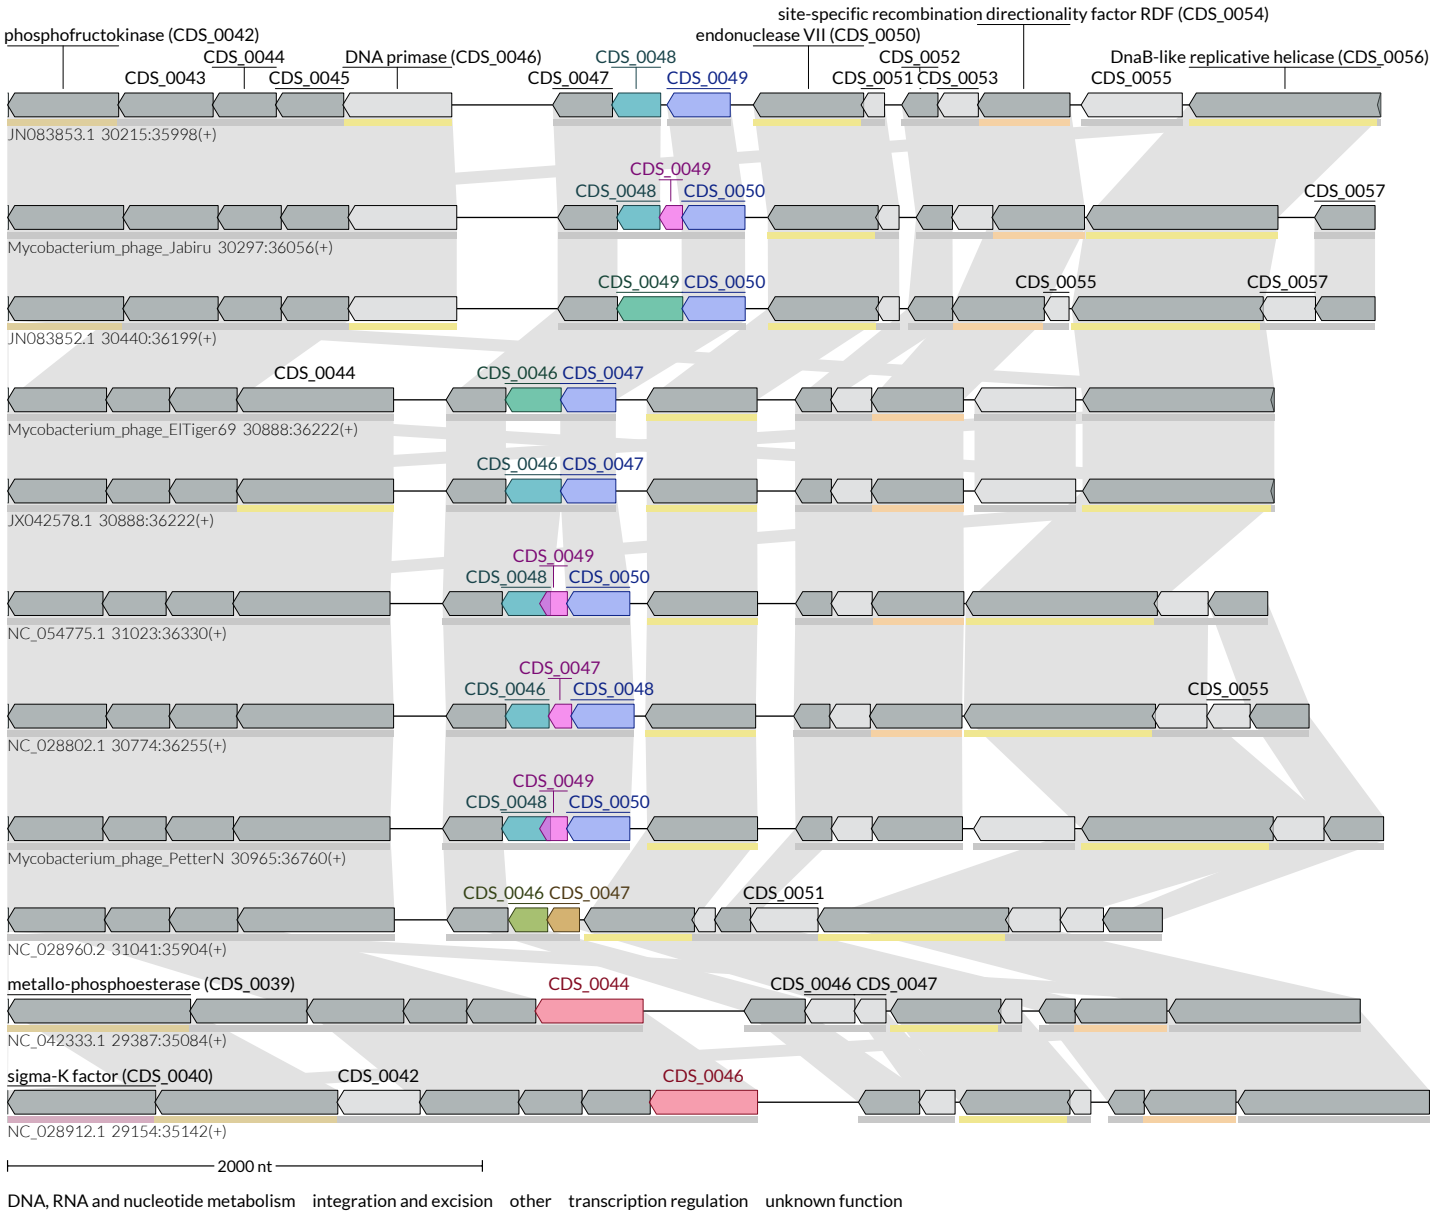 site-specific recombination directionality factor RDF (CDS_0054)
phosphofructokinase (CDS_0042) endonuclease VII (CDS_0050)
CDS_0044 DNA primase (CDS_0046) CDS_0048 CDS_0052 DnaB-like replicative helicase (CDS_0056)
CDS_0043 CDS_0045 CDS_0047 CDS_0049 CDS_0051 CDS_0053 CDS_0055
JN083853.1 30215:35998(+)
CDS_0049
CDS_0048 CDS_0050 CDS_0057
Mycobacterium_phage_Jabiru 30297:36056(+)
CDS_0049 CDS_0050 CDS_0055 CDS_0057
JN083852.1 30440:36199(+)
CDS_0044 CDS_0046 CDS_0047
Mycobacterium_phage_ElTiger69 30888:36222(+)
CDS_0046 CDS_0047
JX042578.1 30888:36222(+)
CDS_0049
CDS_0048 CDS_0050
NC_054775.1 31023:36330(+)
CDS_0047
CDS_0046 CDS_0048 CDS_0055
NC_028802.1 30774:36255(+)
CDS_0049
CDS_0048 CDS_0050
Mycobacterium_phage_PetterN 30965:36760(+)
CDS_0046 CDS_0047 CDS_0051
NC_028960.2 31041:35904(+)
metallo-phosphoesterase (CDS_0039) CDS_0044 CDS_0046 CDS_0047
NC_042333.1 29387:35084(+)
sigma-K factor (CDS_0040) CDS_0042 CDS_0046
NC_028912.1 29154:35142(+)
2000 nt
DNA, RNA and nucleotide metabolism integration and excision other transcription regulation unknown function